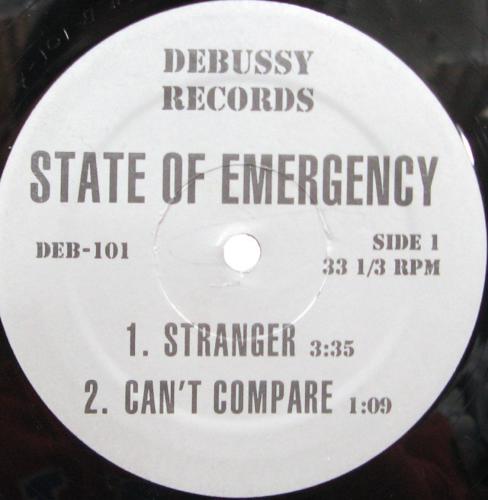 DEBUSSY
RECORDS
STATE OF EMERGENCY
DEB-101
SIDE 1
33 1/3 RPM
1. STRANGER 3:35
2. CAN'T COMPARE 1:09